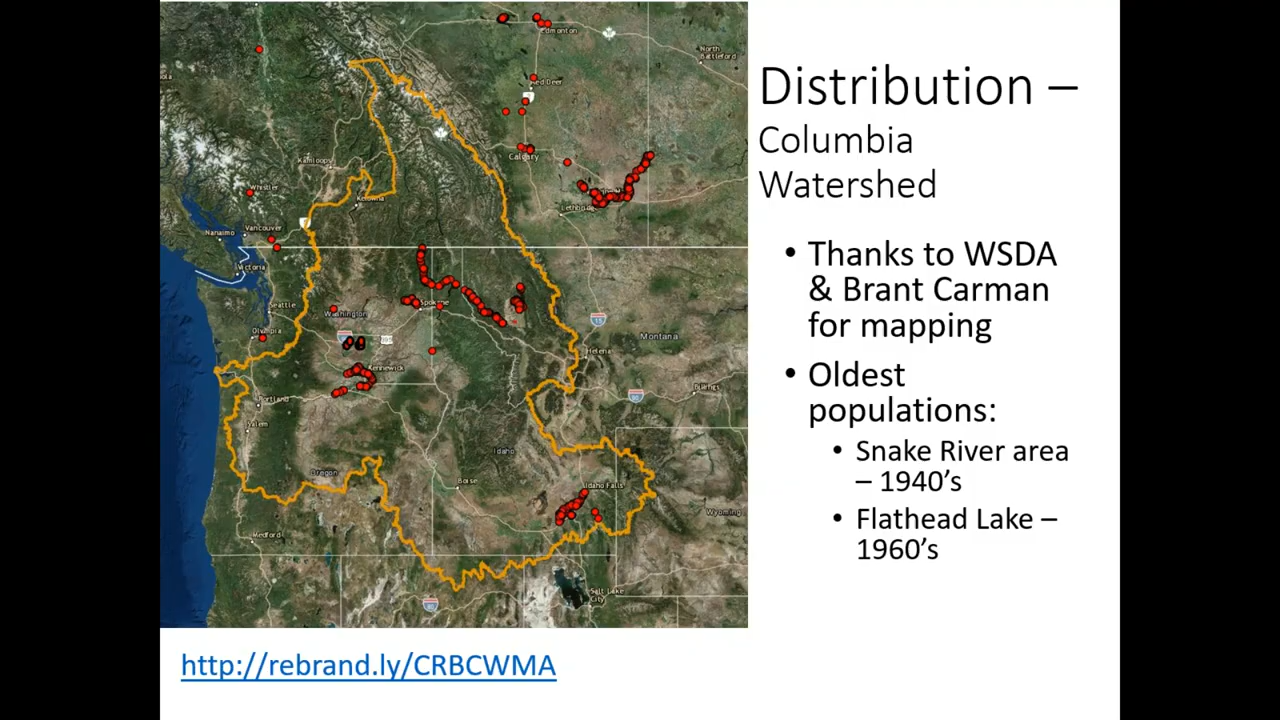 Distribution –
Columbia
Watershed
• Thanks to WSDA
& Brant Carman
for mapping
• Oldest
populations:
• Snake River area
– 1940's
• Flathead Lake –
1960's
http://rebrand.ly/CRBCWMA
Edmonton
North
Battleford
Red Deer
Calgary
Kamloops
Whistler
Kelowna
Vancouver
Nanaimo
Victoria
Seattle
Spokane
Washington
Olympia
Montana
Helena
Kennewick
Portland
Salem
Idaho
Oregon
Boise
Idaho Falls
Wyoming
Medford
Salt Lake
City